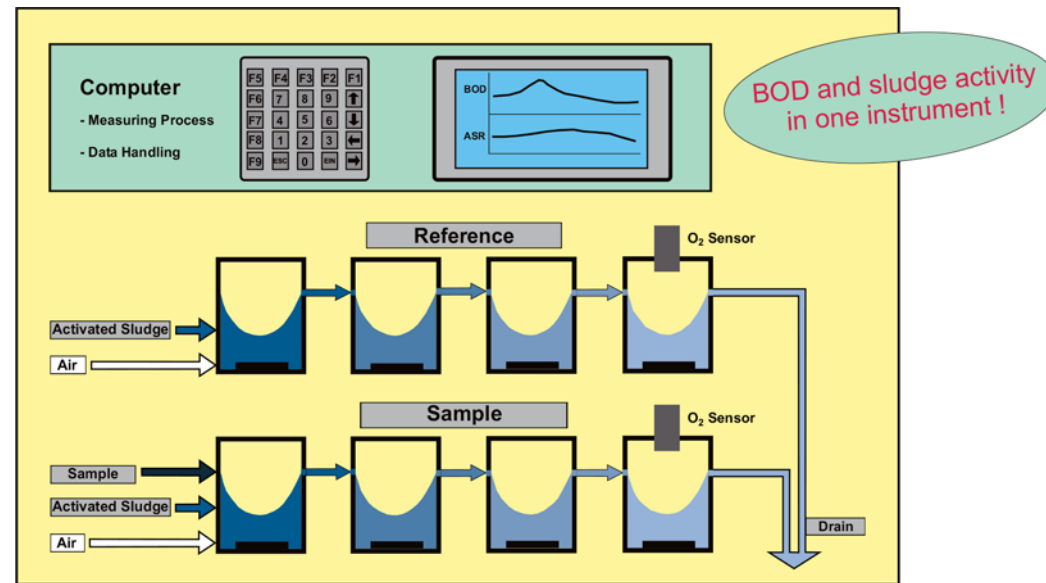 Computer
- Measuring Process
- Data Handling
F5 F4 F3 F2 F1
F6 7 8 9
F7 4 5 6
F8 1 2 3
F9 ESC 0 EIN
BOD
ASR
BOD and sludge activity
in one instrument !
Reference
O₂ Sensor
Activated Sludge
Air
Sample
O₂ Sensor
Sample
Activated Sludge
Air
Drain